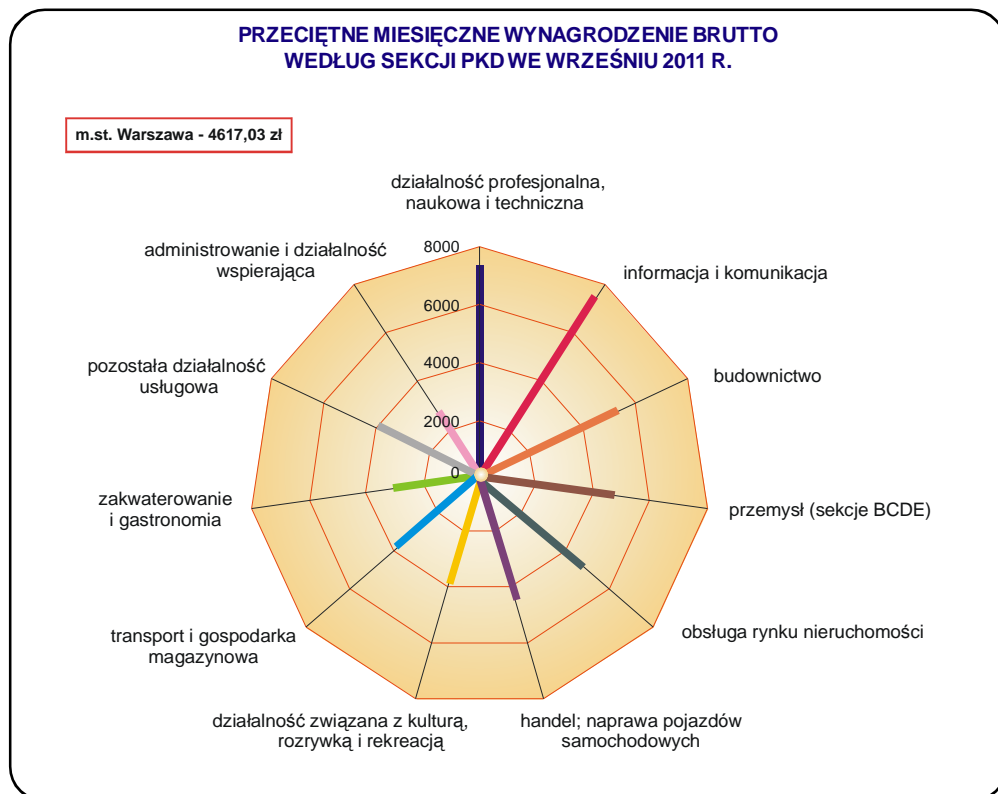 PRZECIĘTNE MIESIĘCZNE WYNAGRODZENIE BRUTTO
WEDŁUG SEKCJI PKD WE WRZEŚNIU 2011 R.
m.st. Warszawa - 4617,03 zł
działalność profesjonalna,
naukowa i techniczna
administrowanie i działalność
wspierająca
8000
informacja i komunikacja
6000
pozostała działalność
usługowa
4000
budownictwo
2000
0
zakwaterowanie
i gastronomia
przemysł (sekcje BCDE)
transport i gospodarka
magazynowa
obsługa rynku nieruchomości
działalność związana z kulturą,
rozrywką i rekreacją
handel; naprawa pojazdów
samochodowych